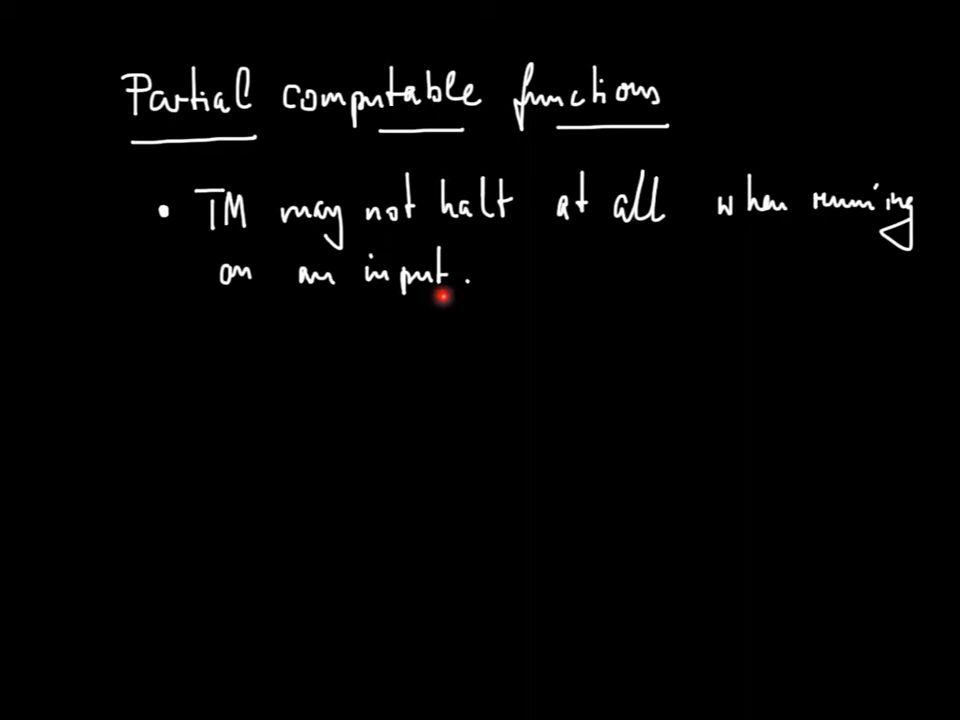 Partial computable functions
• TM may not halt at all when running
on an input.